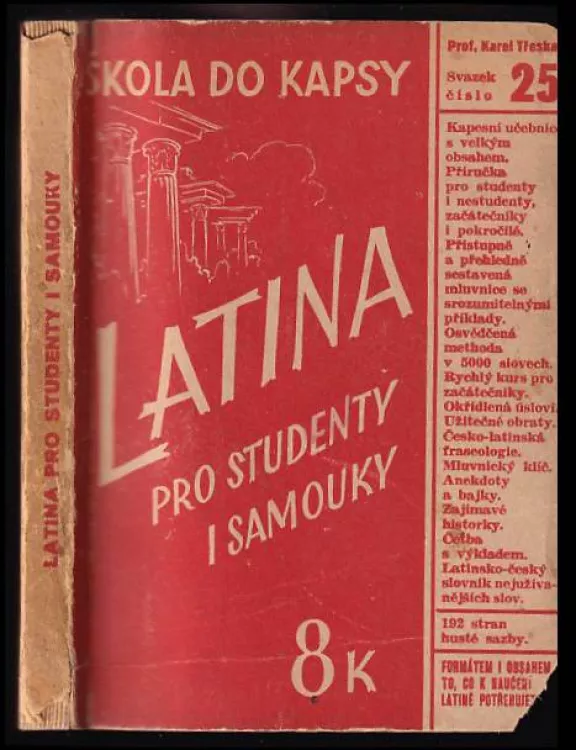 LATINA PRO STUDENTY I SAMOUKY
ŠKOLA DO KAPSY
LATINA
PRO STUDENTY
I SAMOUKY
8 K
Prof. Karel Třeska
Svazek
číslo 25
Kapesní učebnice
s velkým
obsahem.
Příručka
pro studenty
i nestudenty,
začátečníky
i pokročilé.
Přístupně
a přehledně
sestavená
mluvnice se
srozumitelnými
příklady.
Osvědčená
methoda
v 5000 slovech.
Rychlý kurs pro
začátečníky.
Okřídlená úsloví.
Užitečné obraty.
Česko-latinská
fraseologie.
Mluvnický klíč.
Anekdoty
a bajky.
Zajímavé
historky.
Četba
s výkladem.
Latinsko-český
slovník nejužíva-
nějších slov.
192 stran
husté sazby.
FORMÁTEM I OBSAHEM
TO, CO K NAUČENÍ
LATINĚ POTŘEBUJETE